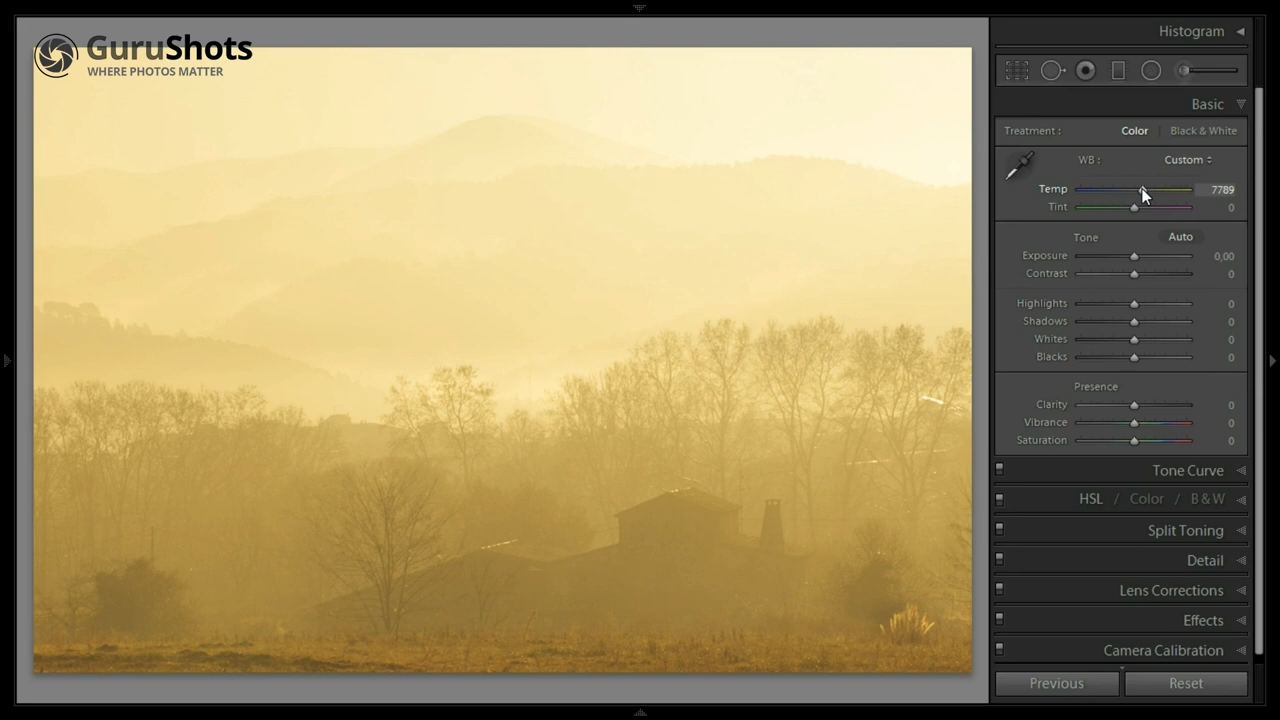 GuruShots
WHERE PHOTOS MATTER
Histogram
Basic
Treatment : Color | Black & White
WB : Custom
Temp 7789
Tint 0
Tone Auto
Exposure 0,00
Contrast 0
Highlights 0
Shadows 0
Whites 0
Blacks 0
Presence
Clarity 0
Vibrance 0
Saturation 0
Tone Curve
HSL / Color / B & W
Split Toning
Detail
Lens Corrections
Effects
Camera Calibration
Previous Reset